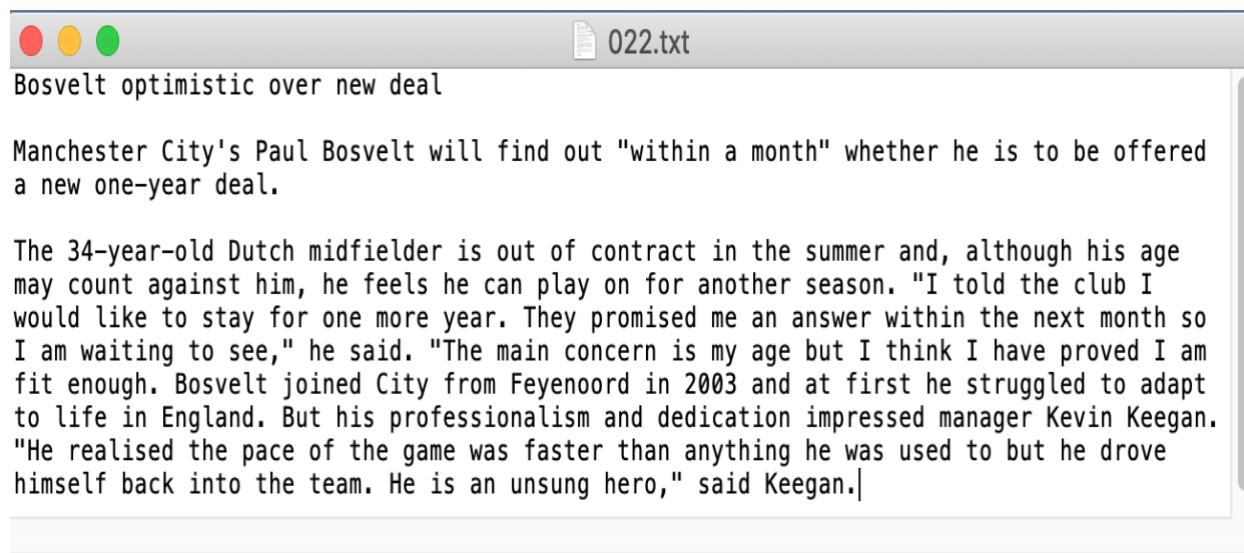 022.txt
Bosvelt optimistic over new deal
Manchester City's Paul Bosvelt will find out "within a month" whether he is to be offered
a new one-year deal.
The 34-year-old Dutch midfielder is out of contract in the summer and, although his age
may count against him, he feels he can play on for another season. "I told the club I
would like to stay for one more year. They promised me an answer within the next month so
I am waiting to see," he said. "The main concern is my age but I think I have proved I am
fit enough. Bosvelt joined City from Feyenoord in 2003 and at first he struggled to adapt
to life in England. But his professionalism and dedication impressed manager Kevin Keegan.
"He realised the pace of the game was faster than anything he was used to but he drove
himself back into the team. He is an unsung hero," said Keegan.